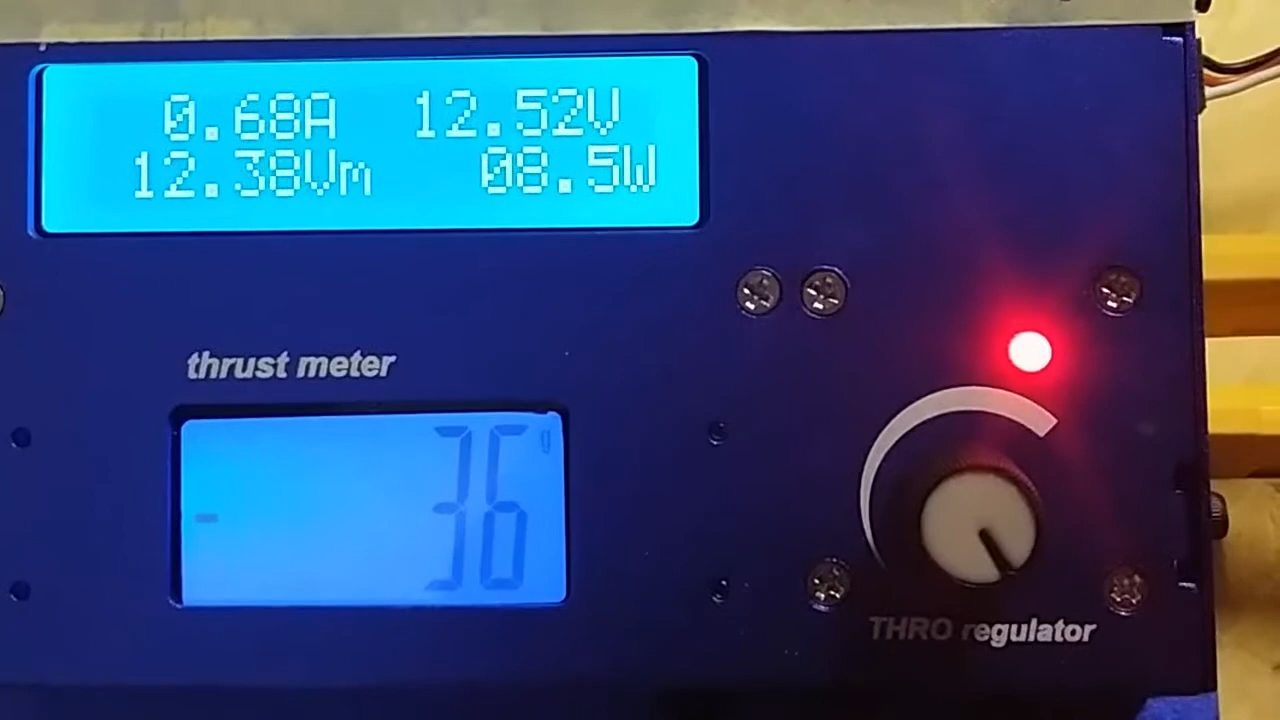 0.68A 12.52V
12.38Vm 08.5W
thrust meter
- 36
THRO regulator